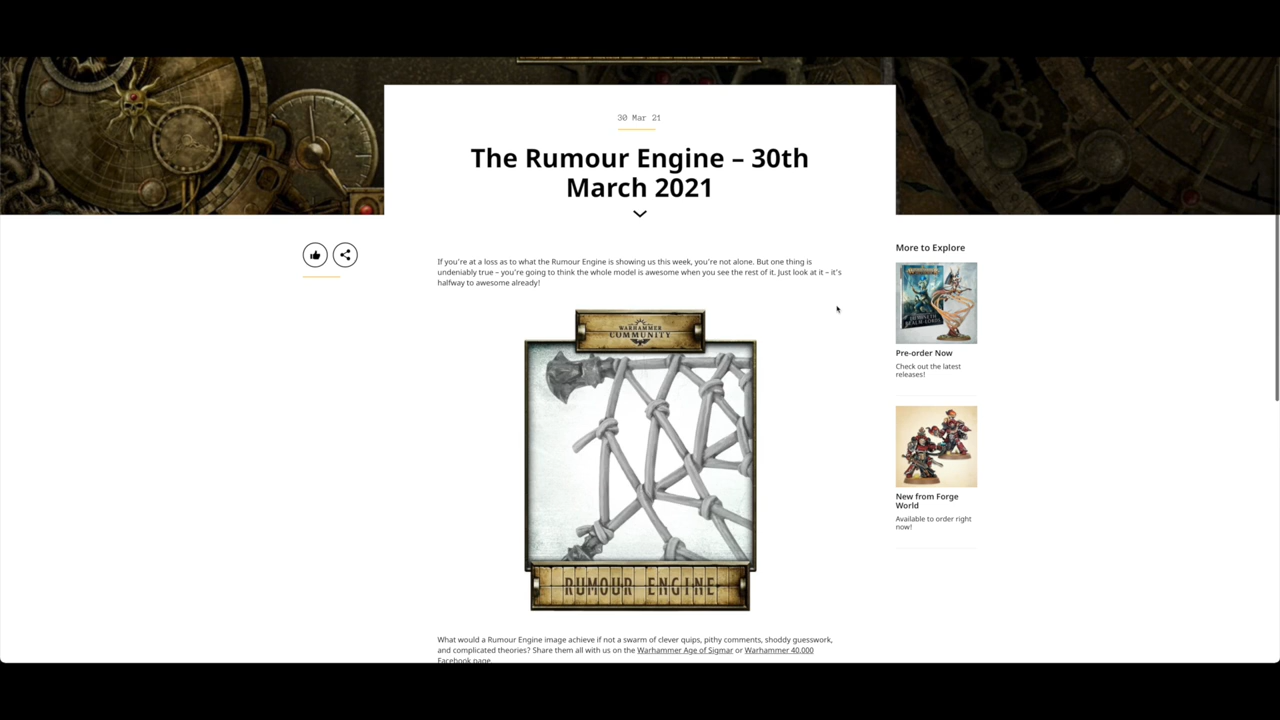 30 Mar 21
The Rumour Engine – 30th
March 2021
If you're at a loss as to what the Rumour Engine is showing us this week, you're not alone. But one thing is
undeniably true – you're going to think the whole model is awesome when you see the rest of it. Just look at it – it's
halfway to awesome already!
WARHAMMER
COMMUNITY
RUMOUR ENGINE
What would a Rumour Engine image achieve if not a swarm of clever quips, pithy comments, shoddy guesswork,
and complicated theories? Share them all with us on the Warhammer Age of Sigmar or Warhammer 40,000
Facebook page
More to Explore
Pre-order Now
Check out the latest
releases!
New from Forge
World
Available to order right
now!